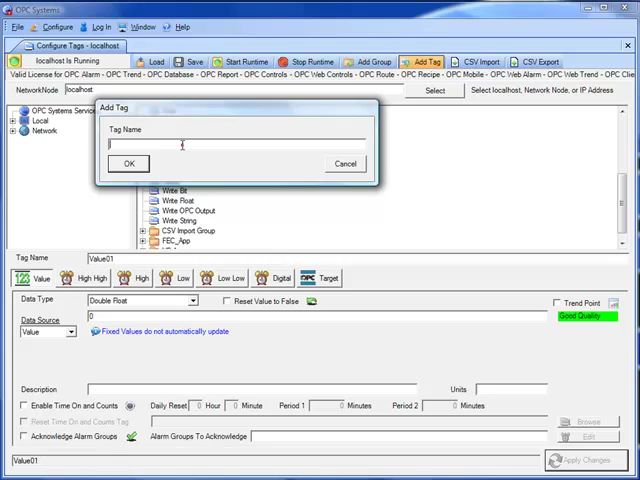 OPC Systems
File Configure Log In Window Help
Configure Tags - localhost
localhost Is Running Load Save Start Runtime Stop Runtime Add Group Add Tag CSV Import CSV Export
Valid License for OPC Alarm - OPC Trend - OPC Database - OPC Report - OPC Controls - OPC Web Controls - OPC Route - OPC Recipe - OPC Mobile - OPC Web Alarm - OPC Web Trend - OPC Clie
NetworkNode localhost Select Select localhost, Network Node, or IP Address
OPC Systems Service
Local
Network
Add Tag
Tag Name
OK Cancel
Write Bit
Write Float
Write OPC Output
Write String
CSV Import Group
FEC_App
Tag Name Value01
123 Value High High High Low Low Low Digital OPC Target
Data Type Double Float Reset Value to False Trend Point
Data Source 0 Good Quality
Value Fixed Values do not automatically update
Description Units
Enable Time On and Counts Daily Reset 0 Hour 0 Minute Period 1 0 Minutes Period 2 0 Minutes
Reset Time On and Counts Tag Browse
Acknowledge Alarm Groups Alarm Groups To Acknowledge Edit
Value01 Apply Changes